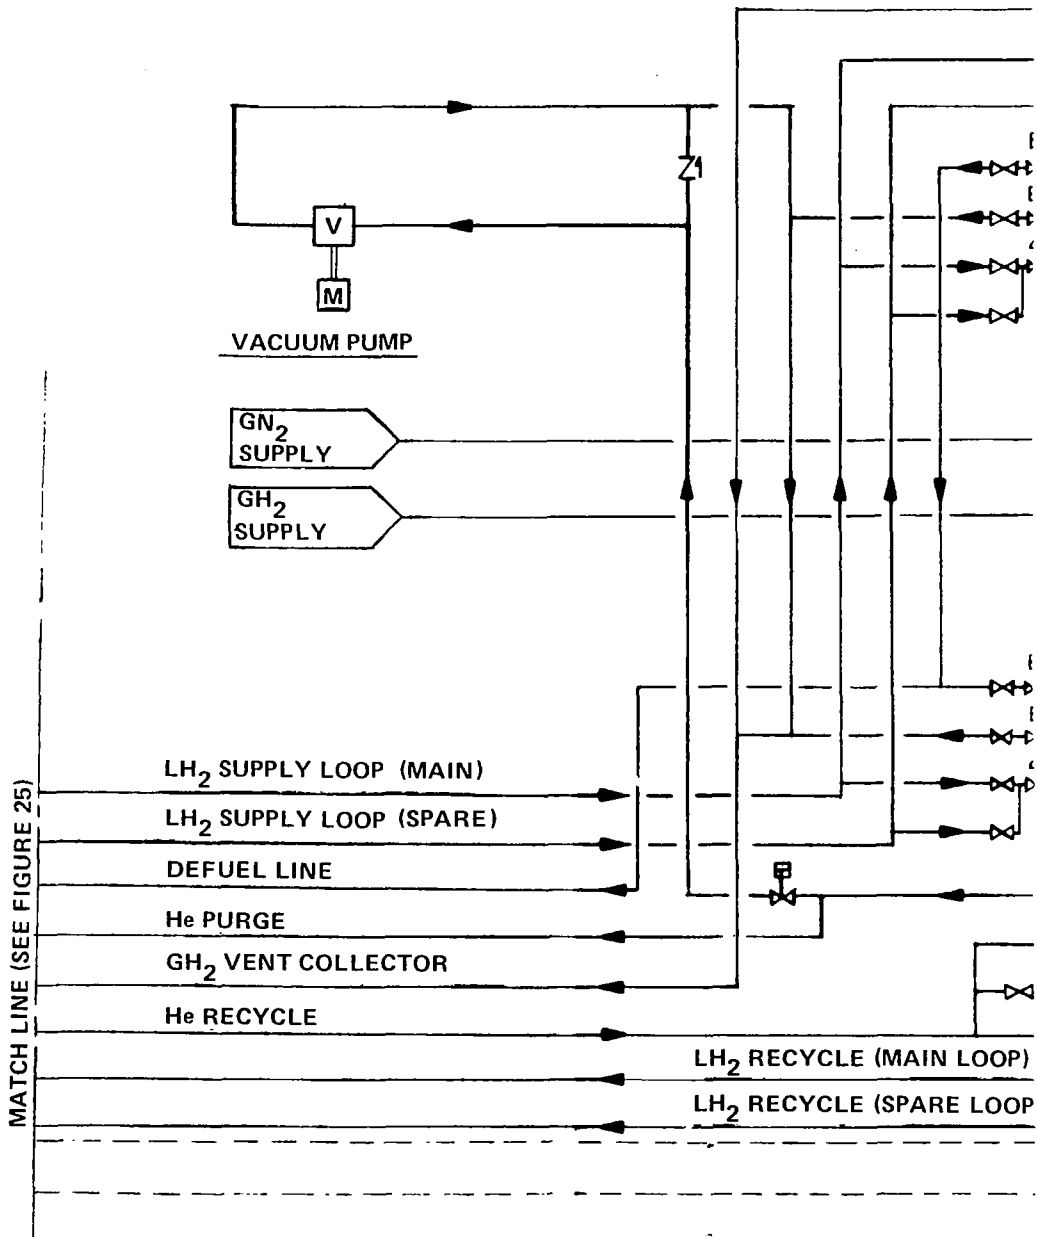 V
M
VACUUM PUMP
GN2
SUPPLY
GH2
SUPPLY
MATCH LINE (SEE FIGURE 25)
LH2 SUPPLY LOOP (MAIN)
LH2 SUPPLY LOOP (SPARE)
DEFUEL LINE
He PURGE
GH2 VENT COLLECTOR
He RECYCLE
LH2 RECYCLE (MAIN LOOP)
LH2 RECYCLE (SPARE LOOP